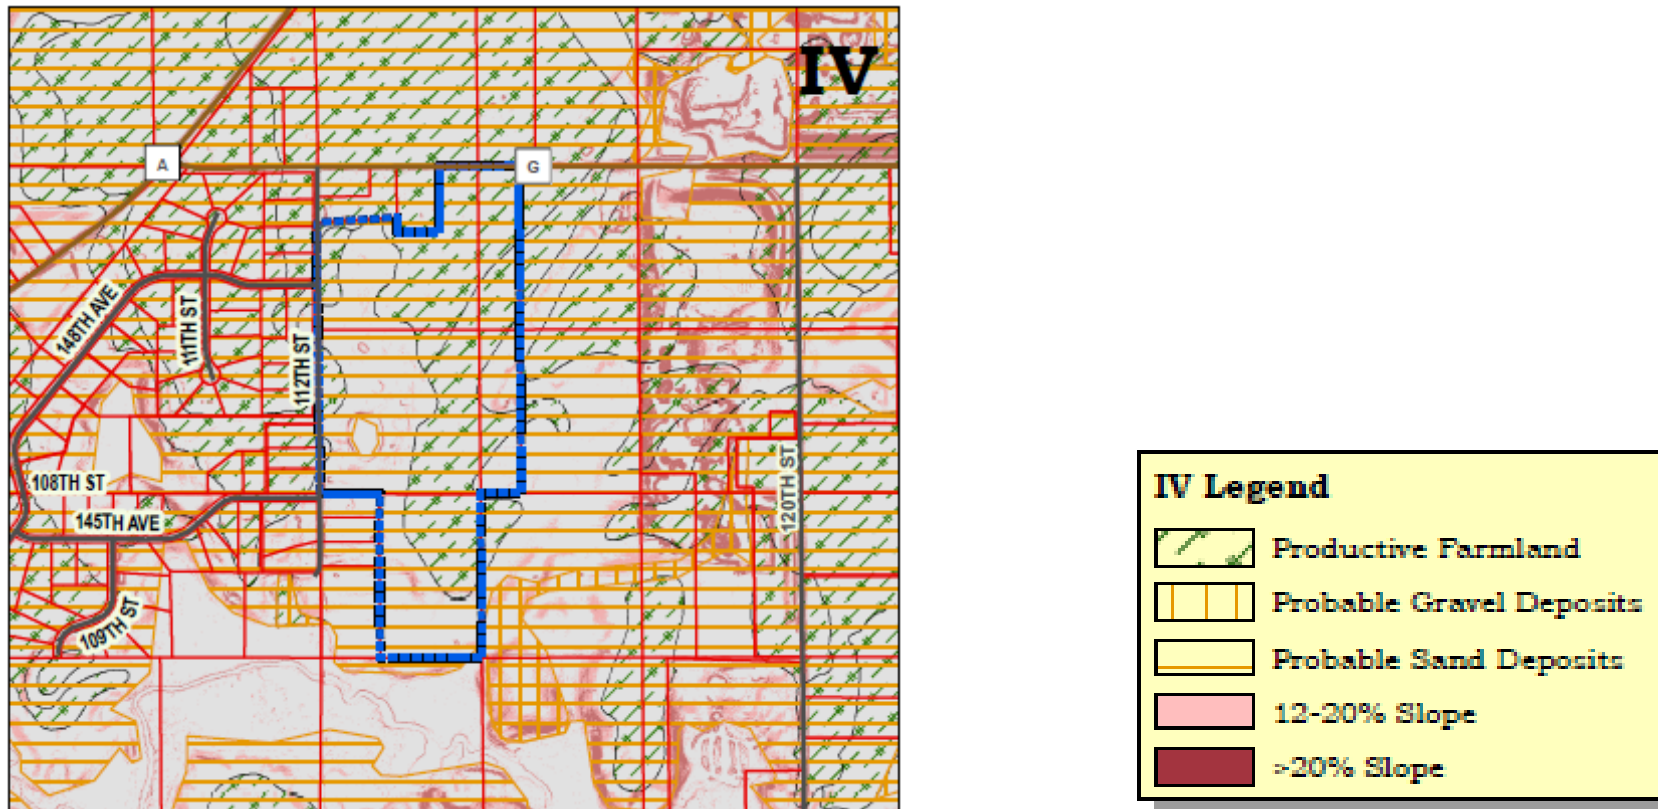 IV
A
G
148TH AVE
111TH ST
112TH ST
108TH ST
145TH AVE
120TH ST
109TH ST
IV Legend
Productive Farmland
Probable Gravel Deposits
Probable Sand Deposits
12-20% Slope
>20% Slope